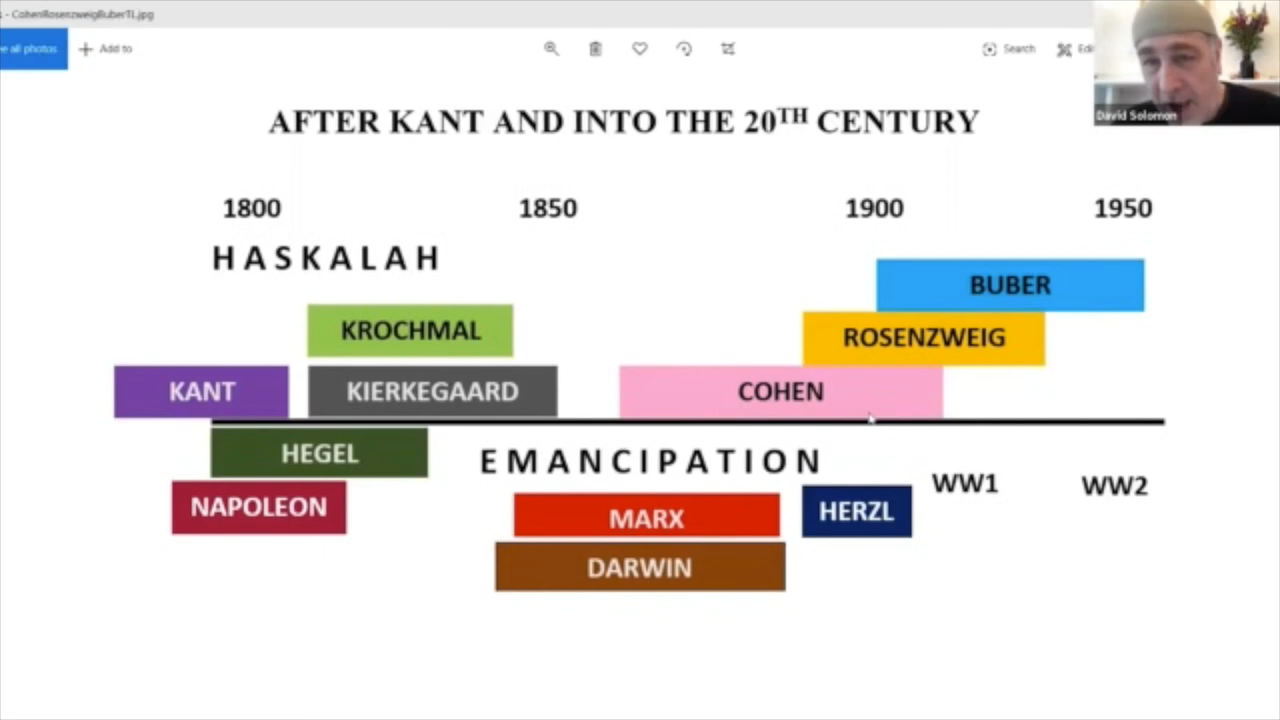 - CohenRosenzweigBuberTL.jpg
all photos
Add to
Search
David Solomon
AFTER KANT AND INTO THE 20TH CENTURY
1800 1850 1900 1950
HASKALAH
BUBER
KROCHMAL
ROSENZWEIG
KANT
KIERKEGAARD
COHEN
HEGEL
EMANCIPATION
WW1
WW2
NAPOLEON
MARX
HERZL
DARWIN